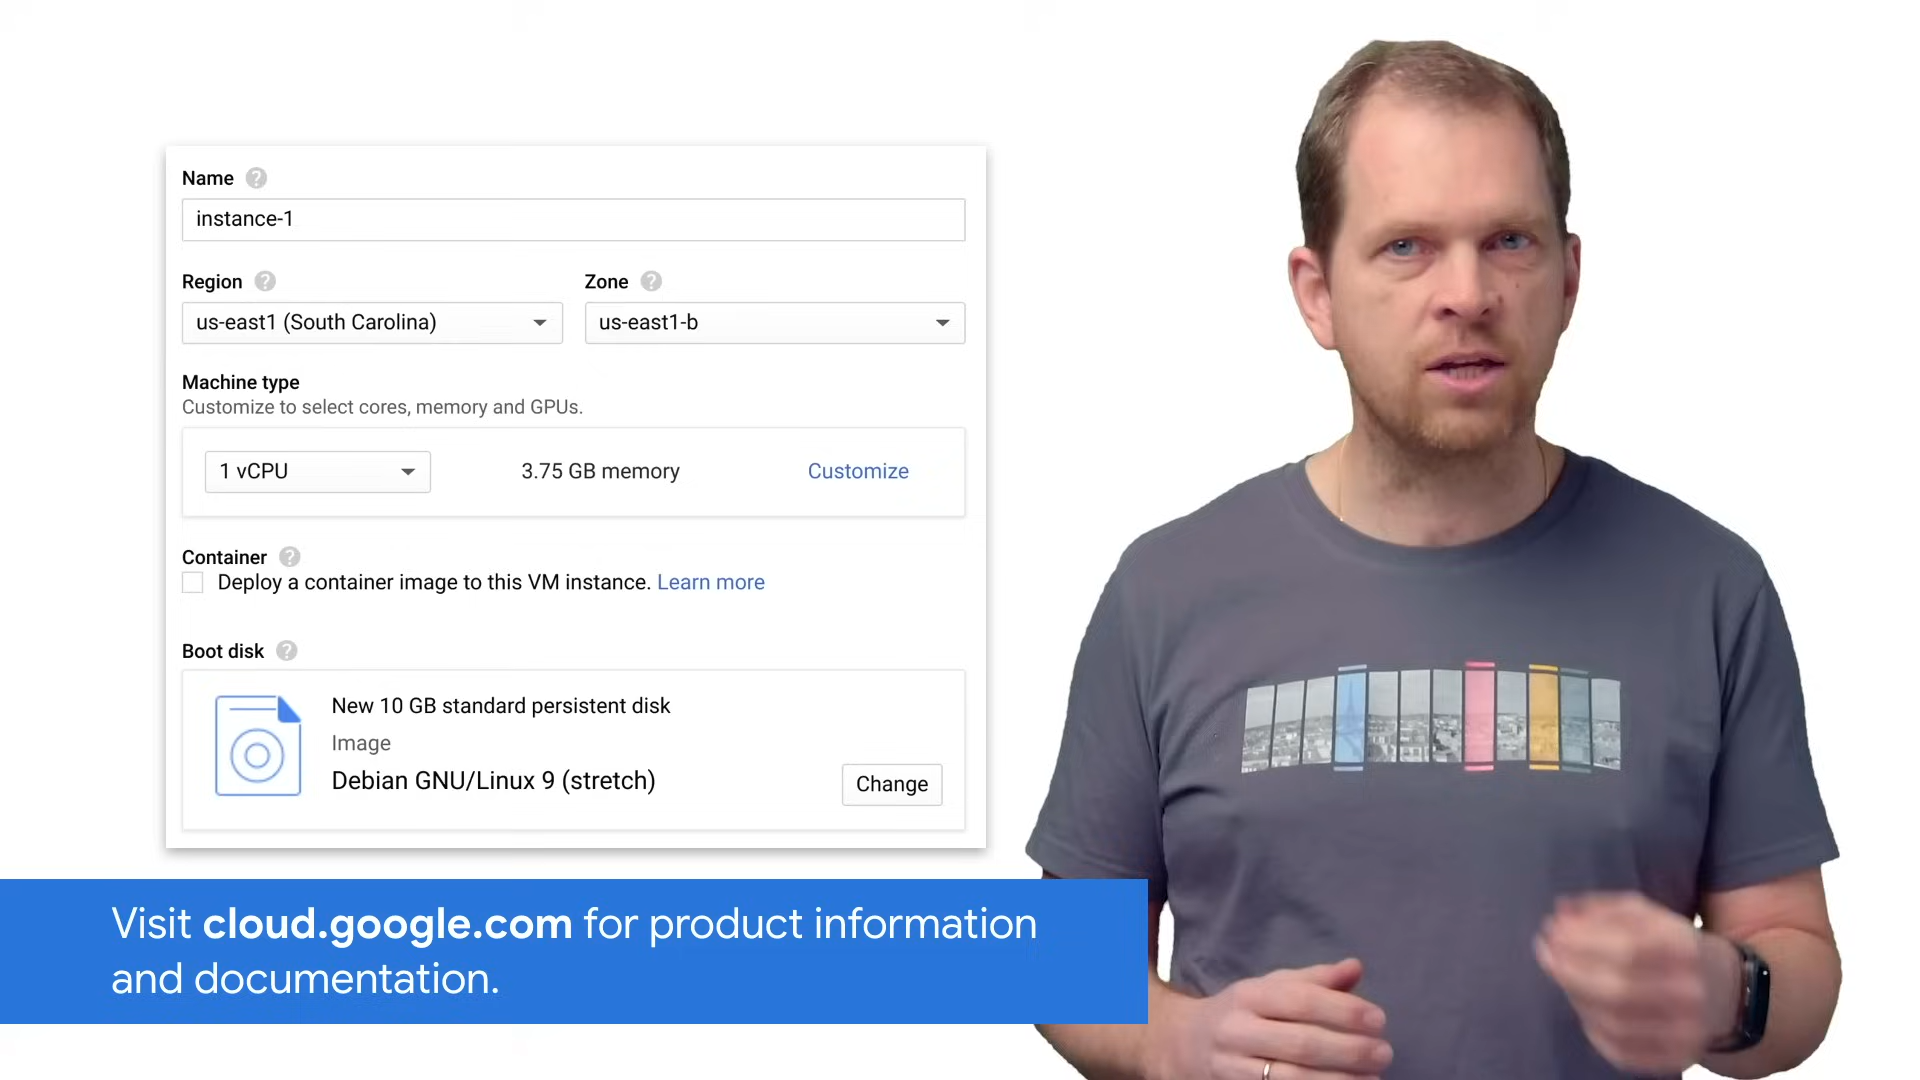 Name
instance-1
Region Zone
us-east1 (South Carolina) us-east1-b
Machine type
Customize to select cores, memory and GPUs.
1 vCPU 3.75 GB memory Customize
Container
Deploy a container image to this VM instance. Learn more
Boot disk
New 10 GB standard persistent disk
Image
Debian GNU/Linux 9 (stretch)
Change
Visit cloud.google.com for product information
and documentation.